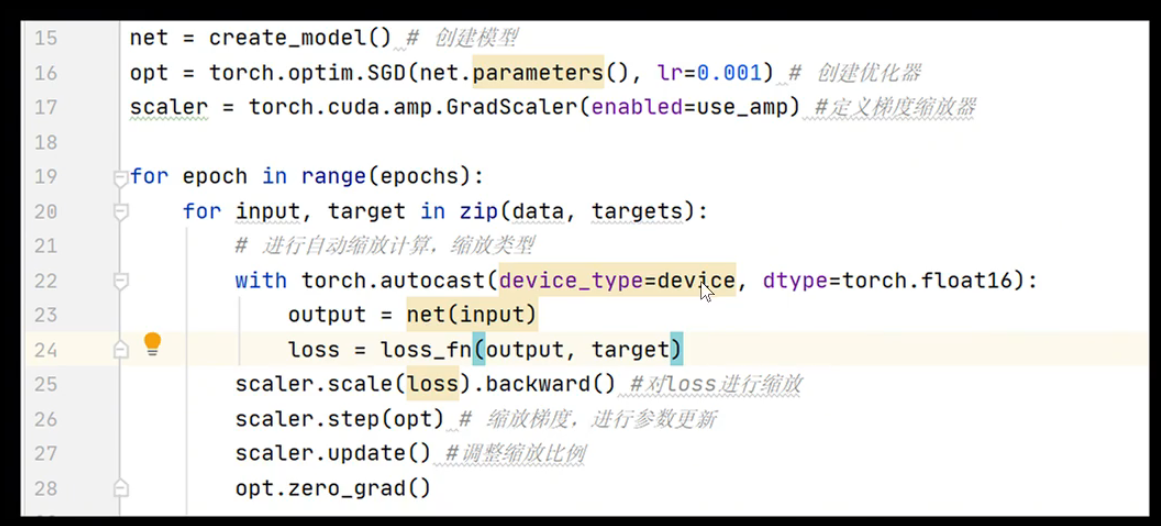 15 net = create_model() # 创建模型
16 opt = torch.optim.SGD(net.parameters(), lr=0.001) # 创建优化器
17 scaler = torch.cuda.amp.GradScaler(enabled=use_amp) #定义梯度缩放器
18
19 for epoch in range(epochs):
20     for input, target in zip(data, targets):
21         # 进行自动缩放计算，缩放类型
22         with torch.autocast(device_type=device, dtype=torch.float16):
23             output = net(input)
24             loss = loss_fn(output, target)
25         scaler.scale(loss).backward() #对loss进行缩放
26         scaler.step(opt) # 缩放梯度，进行参数更新
27         scaler.update() #调整缩放比例
28         opt.zero_grad()